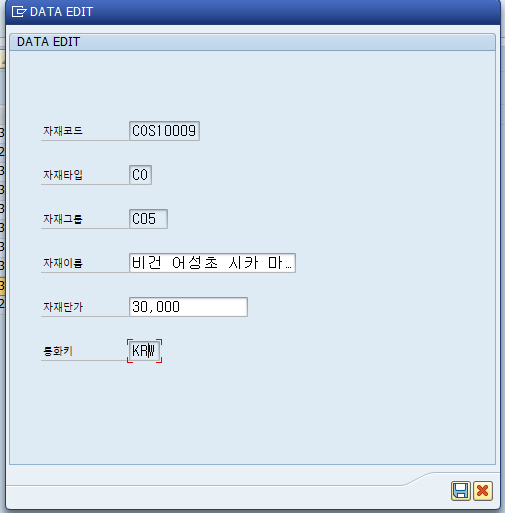 DATA EDIT
DATA EDIT
자재코드 COS10009
자재타입 CO
자재그룹 CO5
자재이름 비건 어성초 시카 마…
자재단가 30,000
통화키 KRW